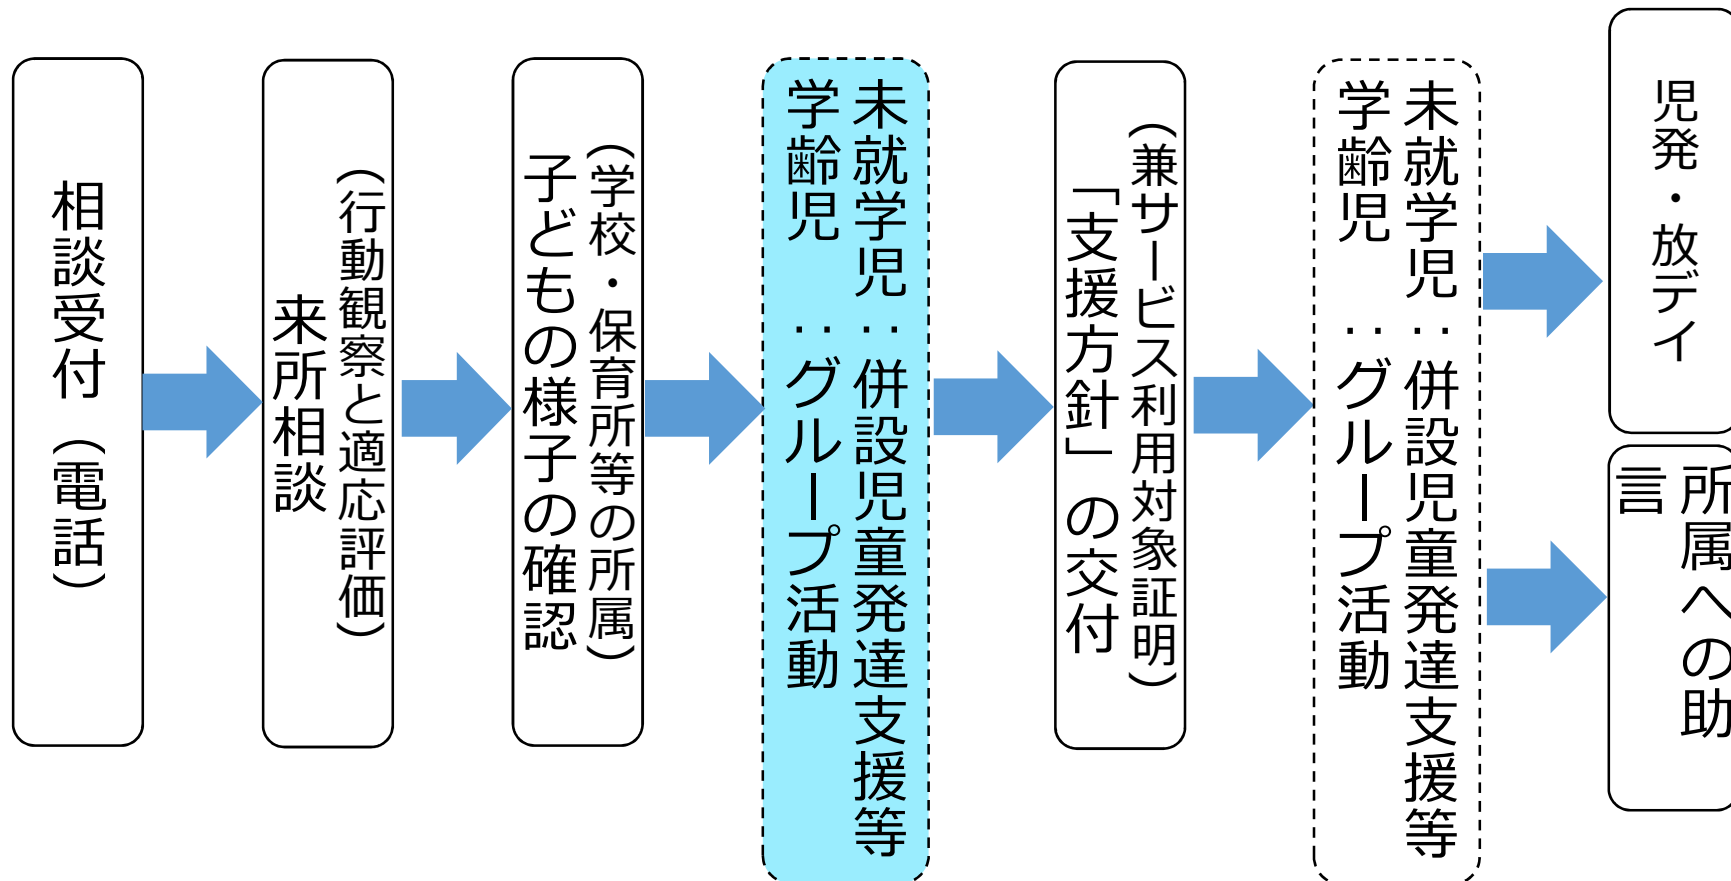 相談受付（電話）
来所相談
（行動観察と適応評価）
子どもの様子の確認
（学校・保育所等の所属）
未就学児：併設児童発達支援等
学齢児　：グループ活動
「支援方針」の交付
（兼サービス利用対象証明）
未就学児：併設児童発達支援等
学齢児　：グループ活動
児発・放デイ
所属への助
言